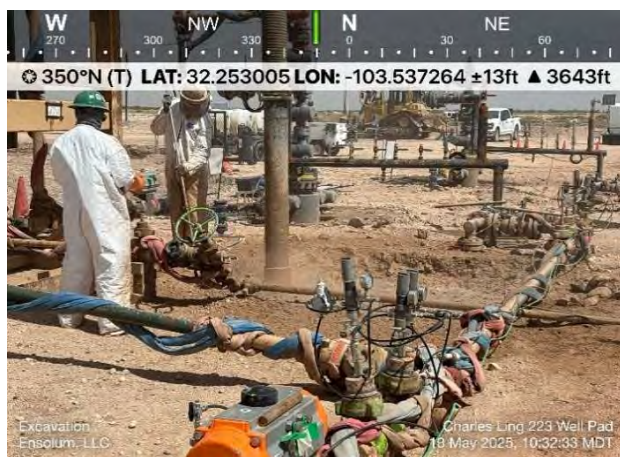 W NW N NE
270 300 330 0 30 60
350°N (T) LAT: 32.253005 LON: -103.537264 ±13ft ▲ 3643ft
Excavation
Ensolum, LLC
Charles Ling 223 Well Pad
19 May 2025, 10:32:33 MDT